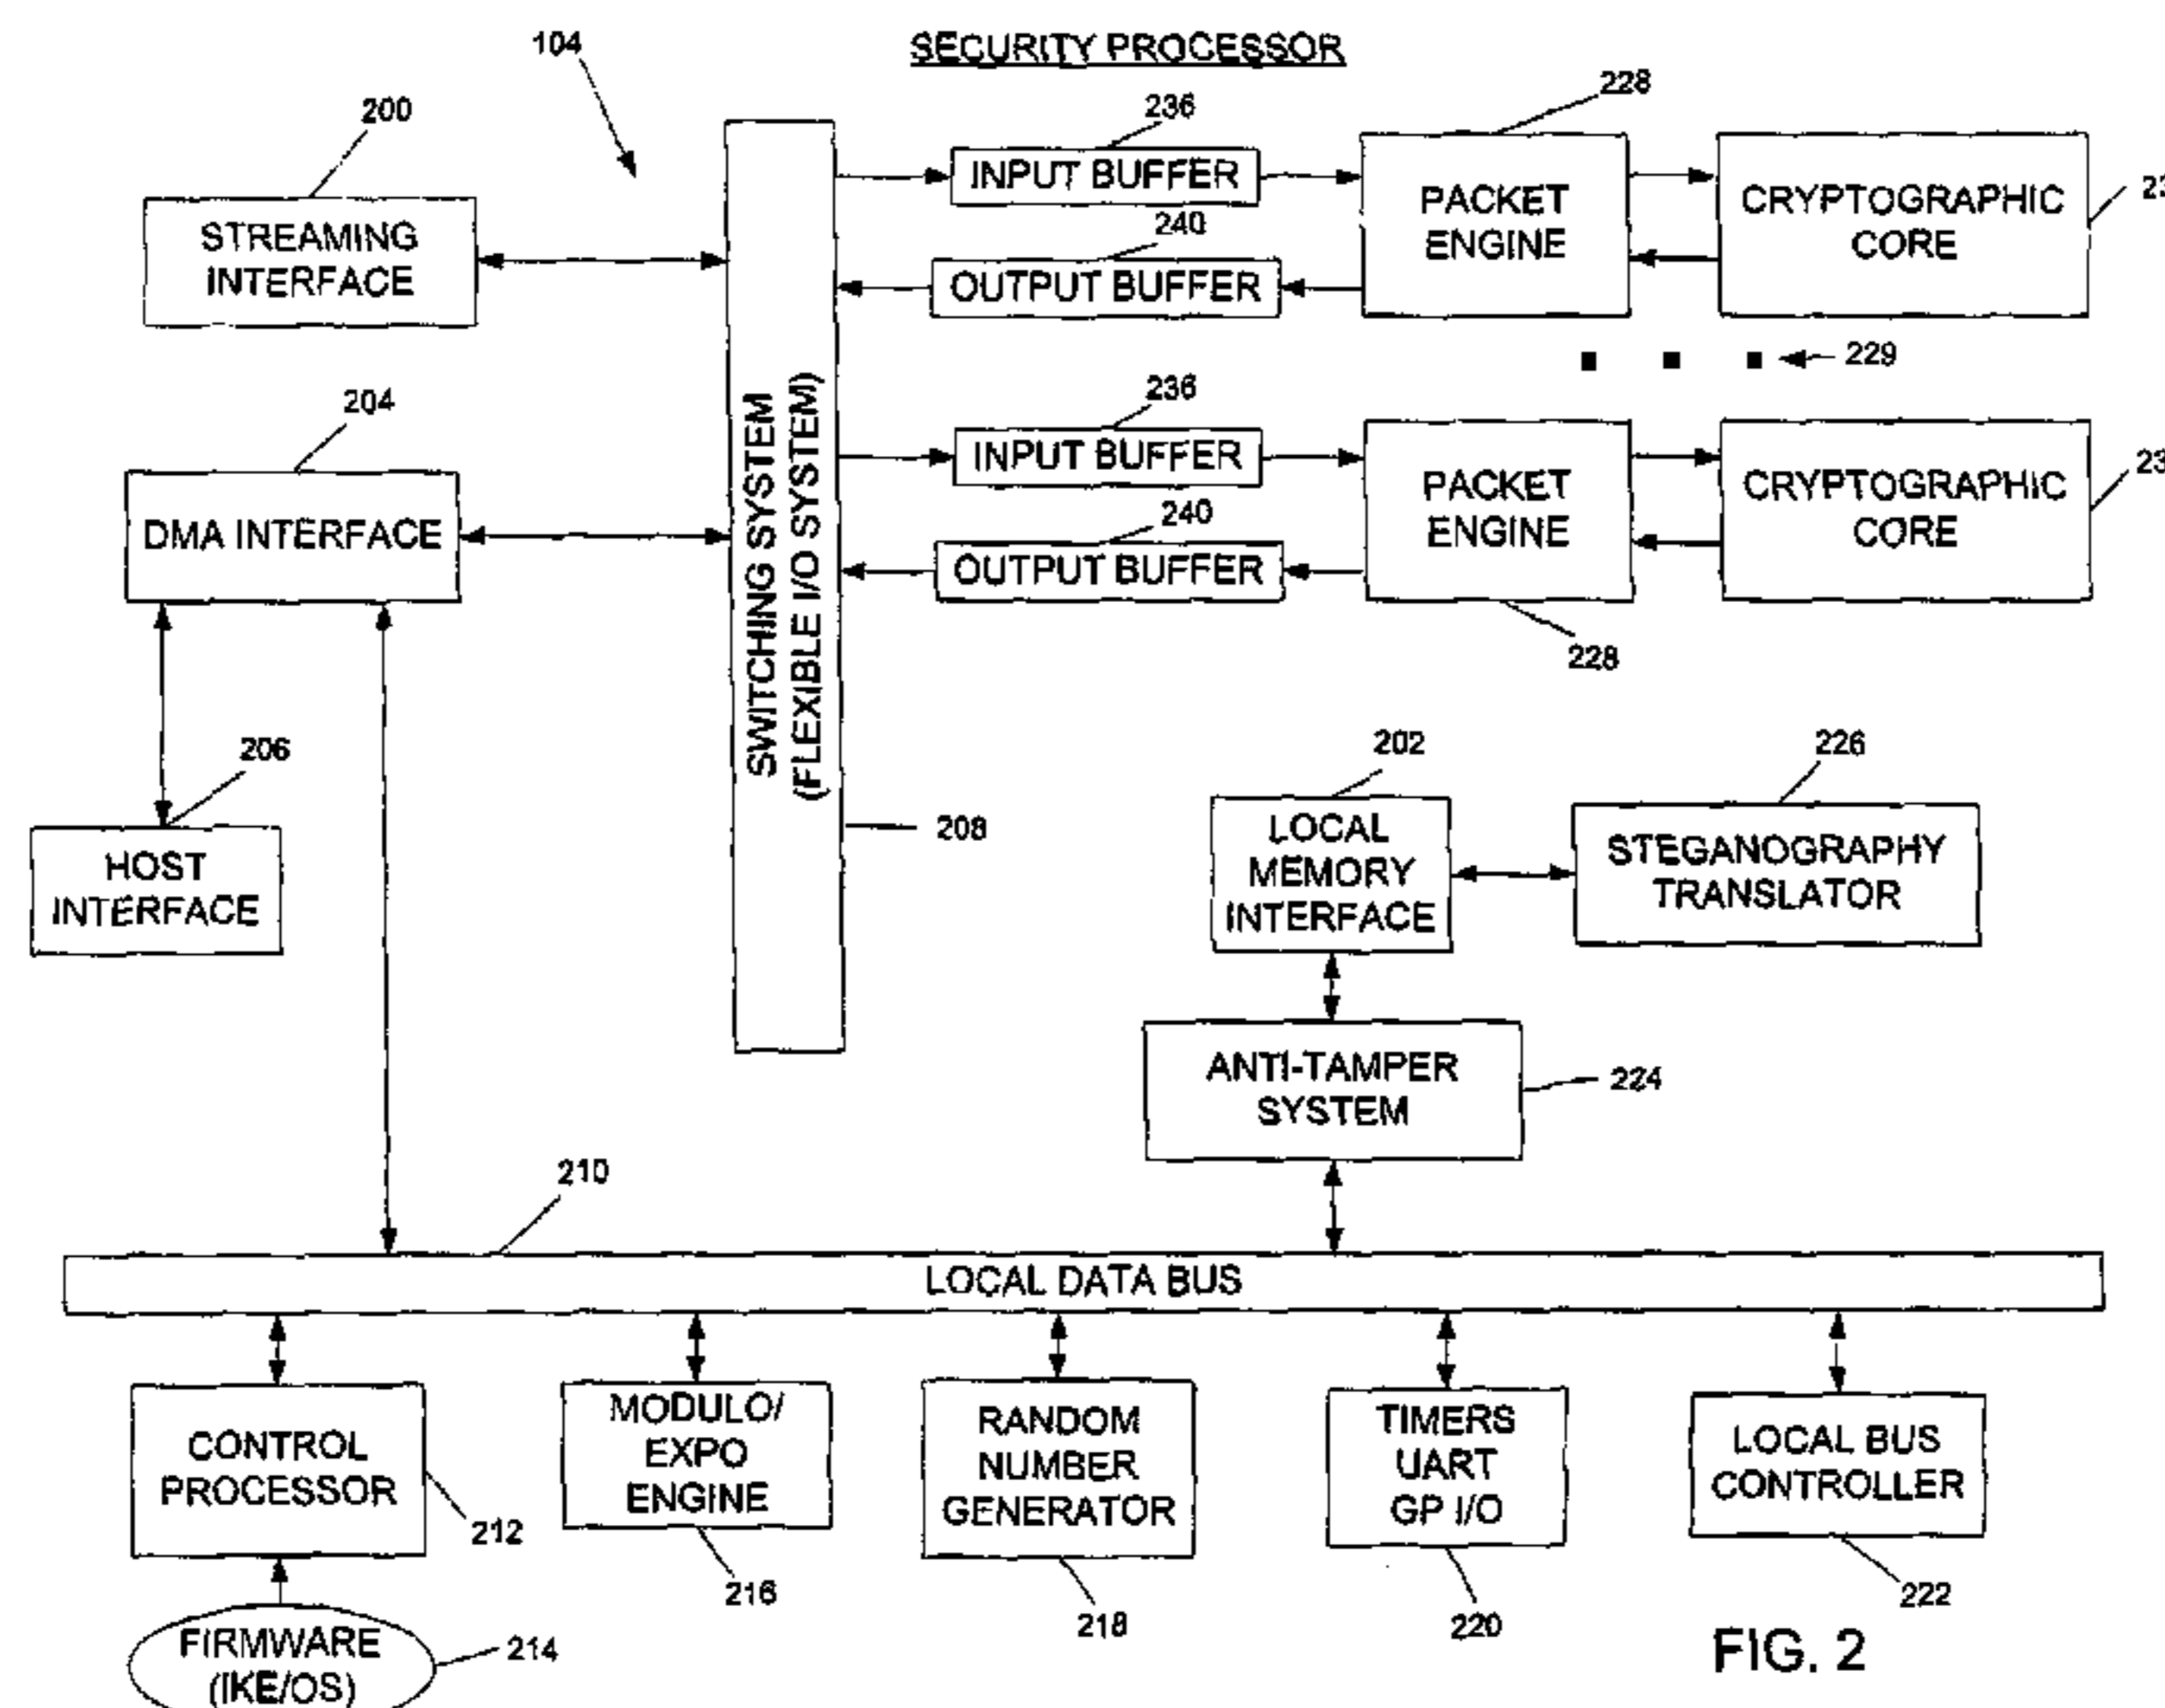 SECURITY PROCESSOR
104
200
STREAMING
INTERFACE
236
INPUT BUFFER
240
OUTPUT BUFFER
228
PACKET
ENGINE
CRYPTOGRAPHIC
CORE
229
204
DMA INTERFACE
SWITCHING SYSTEM
(FLEXIBLE I/O SYSTEM)
236
INPUT BUFFER
240
OUTPUT BUFFER
PACKET
ENGINE
228
CRYPTOGRAPHIC
CORE
206
HOST
INTERFACE
208
202
LOCAL
MEMORY
INTERFACE
226
STEGANOGRAPHY
TRANSLATOR
ANTI-TAMPER
SYSTEM
224
210
LOCAL DATA BUS
CONTROL
PROCESSOR
212
MODULO/
EXPO
ENGINE
216
RANDOM
NUMBER
GENERATOR
218
TIMERS
UART
GP I/O
220
LOCAL BUS
CONTROLLER
222
FIRMWARE
(IKE/OS)
214
FIG. 2